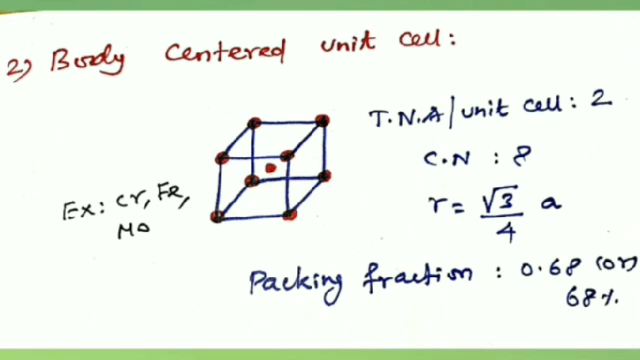 2) Body Centered unit cell:
T.N.A/unit cell: 2
C.N : 8
r = √3/4 a
Ex: Cr, Fe,
Mo
Packing fraction : 0.68 (or)
68%